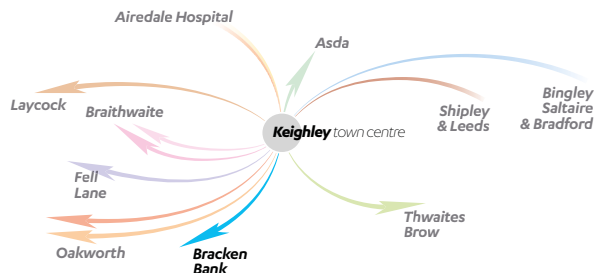 Airedale Hospital
Asda
Laycock
Braithwaite
Bingley
Saltaire
& Bradford
Shipley
& Leeds
Keighley town centre
Fell
Lane
Thwaites
Brow
Oakworth
Bracken
Bank